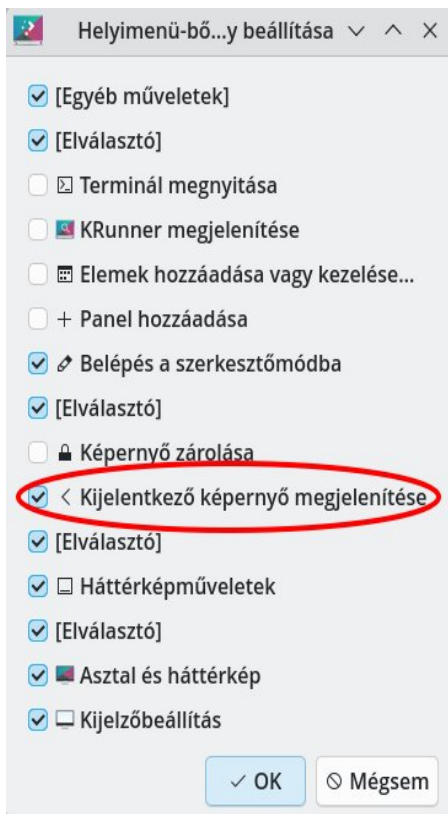 Helyimenü-bő...y beállítása
[Egyéb műveletek]
[Elválasztó]
Terminál megnyitása
KRunner megjelenítése
Elemek hozzáadása vagy kezelése...
Panel hozzáadása
Belépés a szerkesztőmódba
[Elválasztó]
Képernyő zárolása
Kijelentkező képernyő megjelenítése
[Elválasztó]
Háttérképműveletek
[Elválasztó]
Asztal és háttérkép
Kijelzőbeállítás
OK Mégsem